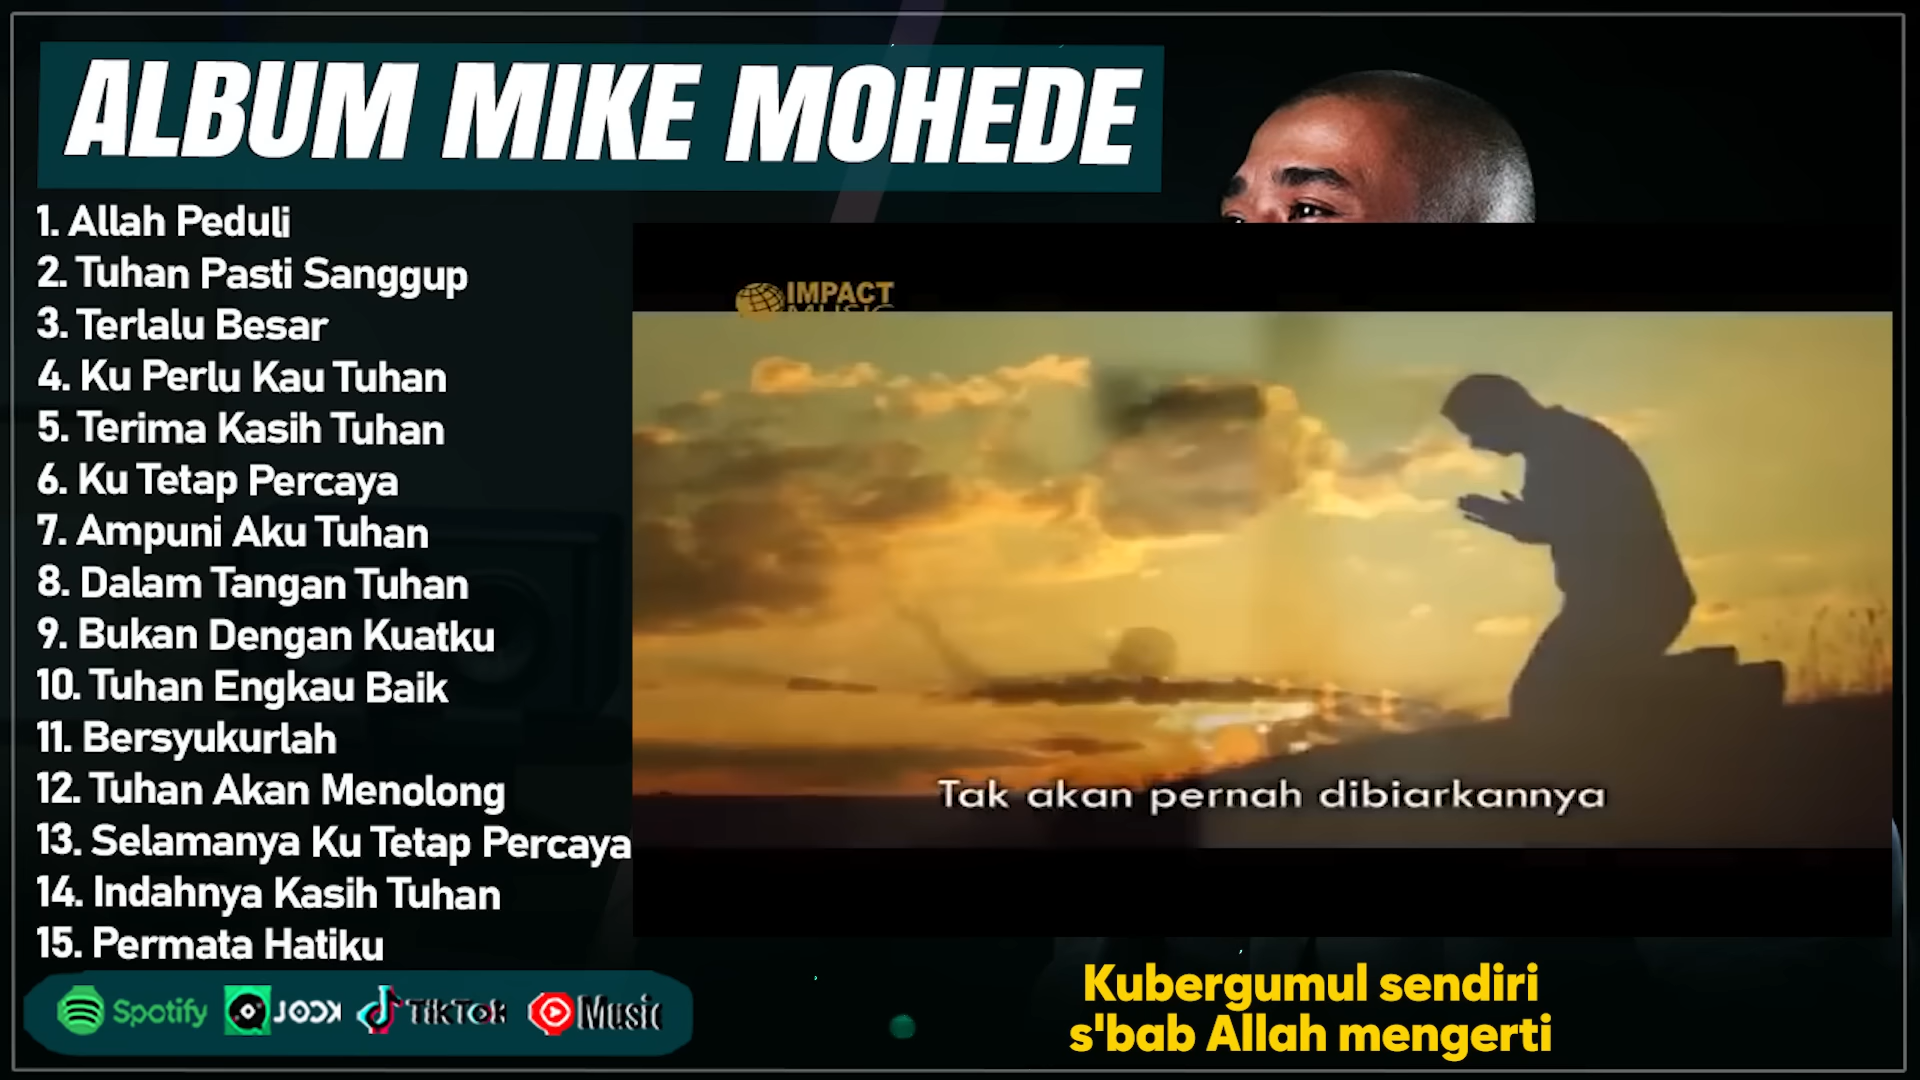 ALBUM MIKE MOHEDE
1. Allah Peduli
2. Tuhan Pasti Sanggup
3. Terlalu Besar
4. Ku Perlu Kau Tuhan
5. Terima Kasih Tuhan
6. Ku Tetap Percaya
7. Ampuni Aku Tuhan
8. Dalam Tangan Tuhan
9. Bukan Dengan Kuatku
10. Tuhan Engkau Baik
11. Bersyukurlah
12. Tuhan Akan Menolong
13. Selamanya Ku Tetap Percaya
14. Indahnya Kasih Tuhan
15. Permata Hatiku
IMPACT
MUSIC
Tak akan pernah dibiarkannya
Spotify JOOX TikTok Music
Kubergumul sendiri
s'bab Allah mengerti